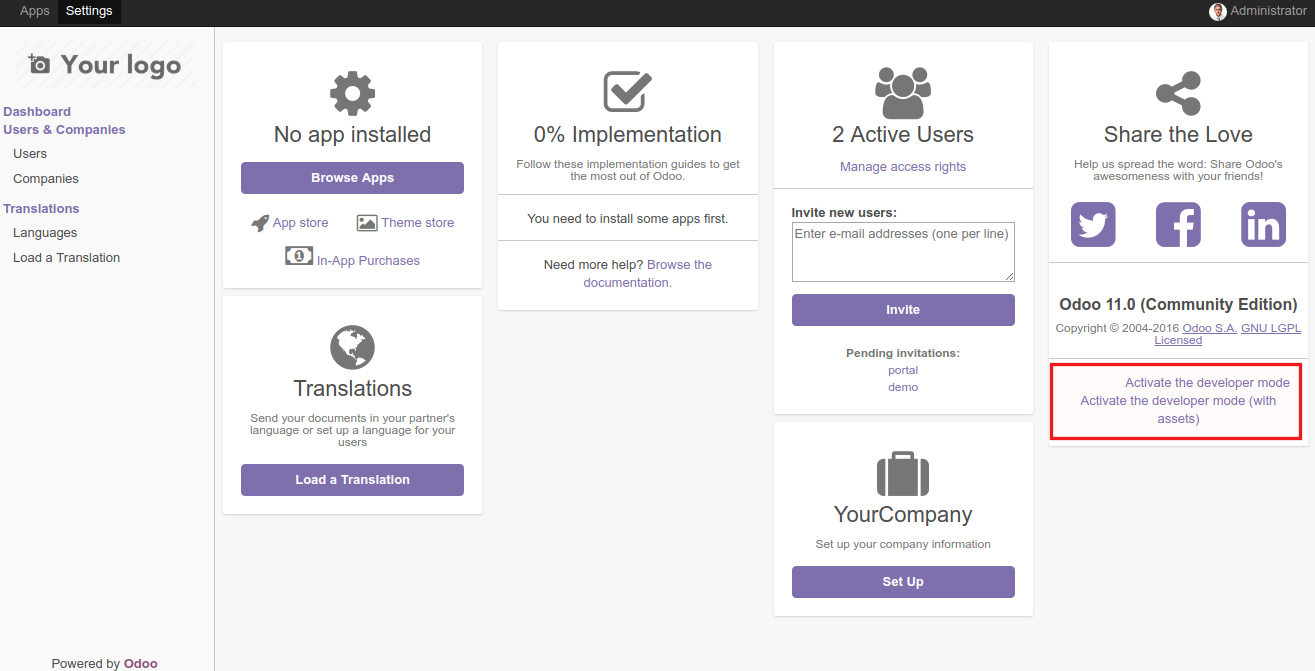 Apps
Settings
Administrator
Your logo
Dashboard
Users & Companies
Users
Companies
Translations
Languages
Load a Translation
Powered by Odoo
No app installed
Browse Apps
App store
Theme store
In-App Purchases
Translations
Send your documents in your partner's
language or set up a language for your
users
Load a Translation
0% Implementation
Follow these implementation guides to get
the most out of Odoo.
You need to install some apps first.
Need more help? Browse the
documentation.
2 Active Users
Manage access rights
Invite new users:
Enter e-mail addresses (one per line)
Invite
Pending invitations:
portal
demo
YourCompany
Set up your company information
Set Up
Share the Love
Help us spread the word: Share Odoo's
awesomeness with your friends!
Odoo 11.0 (Community Edition)
Copyright © 2004-2016 Odoo S.A. GNU LGPL
Licensed
Activate the developer mode
Activate the developer mode (with
assets)